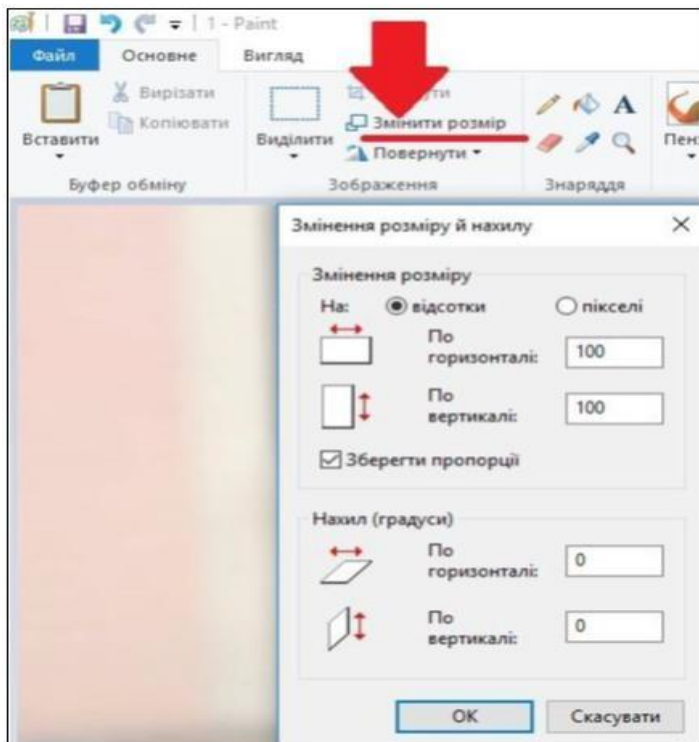 1 - Paint
Файл Основне Вигляд
Вирізати
Копіювати
Вставити
Буфер обміну
Змінити розмір
Виділити
Повернути
Зображення
A
Знаряддя
Змінення розміру й нахилу
Змінення розміру
На: відсотки пікселі
По
горизонталі: 100
По
вертикалі: 100
Зберегти пропорції
Нахил (градуси)
По
горизонталі: 0
По
вертикалі: 0
ОК Скасувати